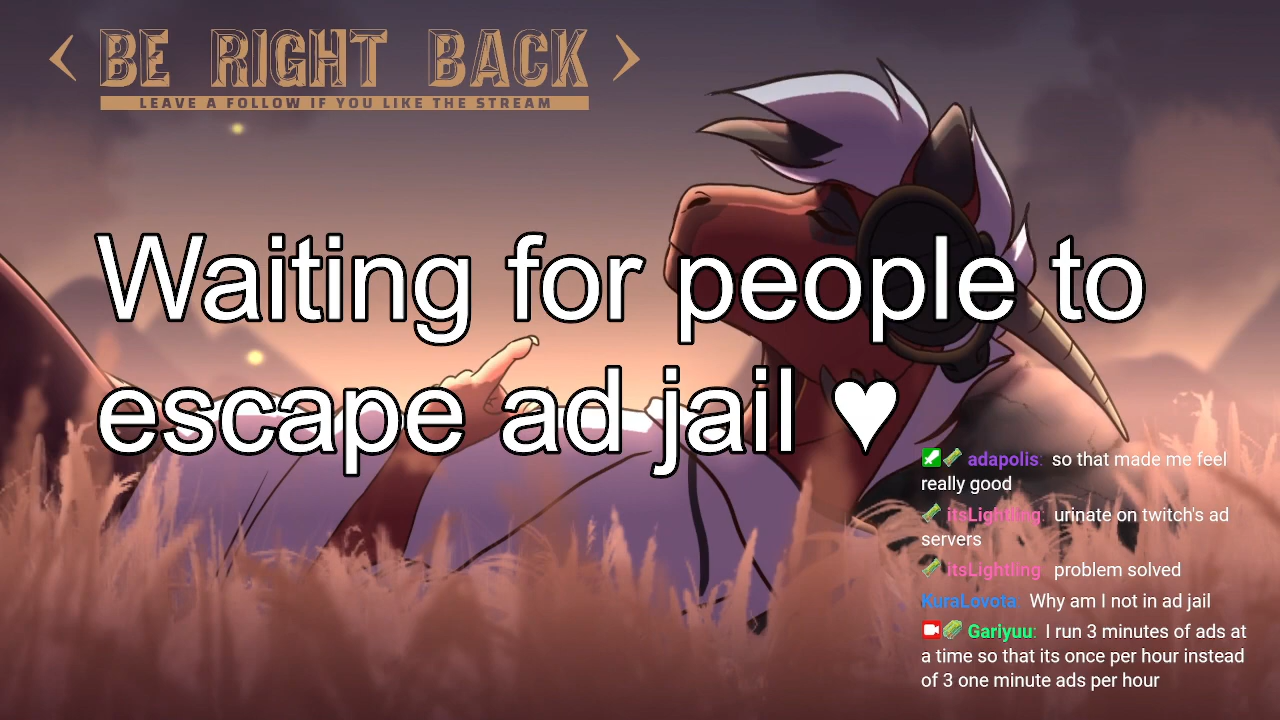 BE RIGHT BACK
LEAVE A FOLLOW IF YOU LIKE THE STREAM
Waiting for people to
escape ad jail ♥
adapolis: so that made me feel
really good
itsLightling: urinate on twitch's ad
servers
itsLightling: problem solved
KuraLovota: Why am I not in ad jail
Gariyuu: I run 3 minutes of ads at
a time so that its once per hour instead
of 3 one minute ads per hour